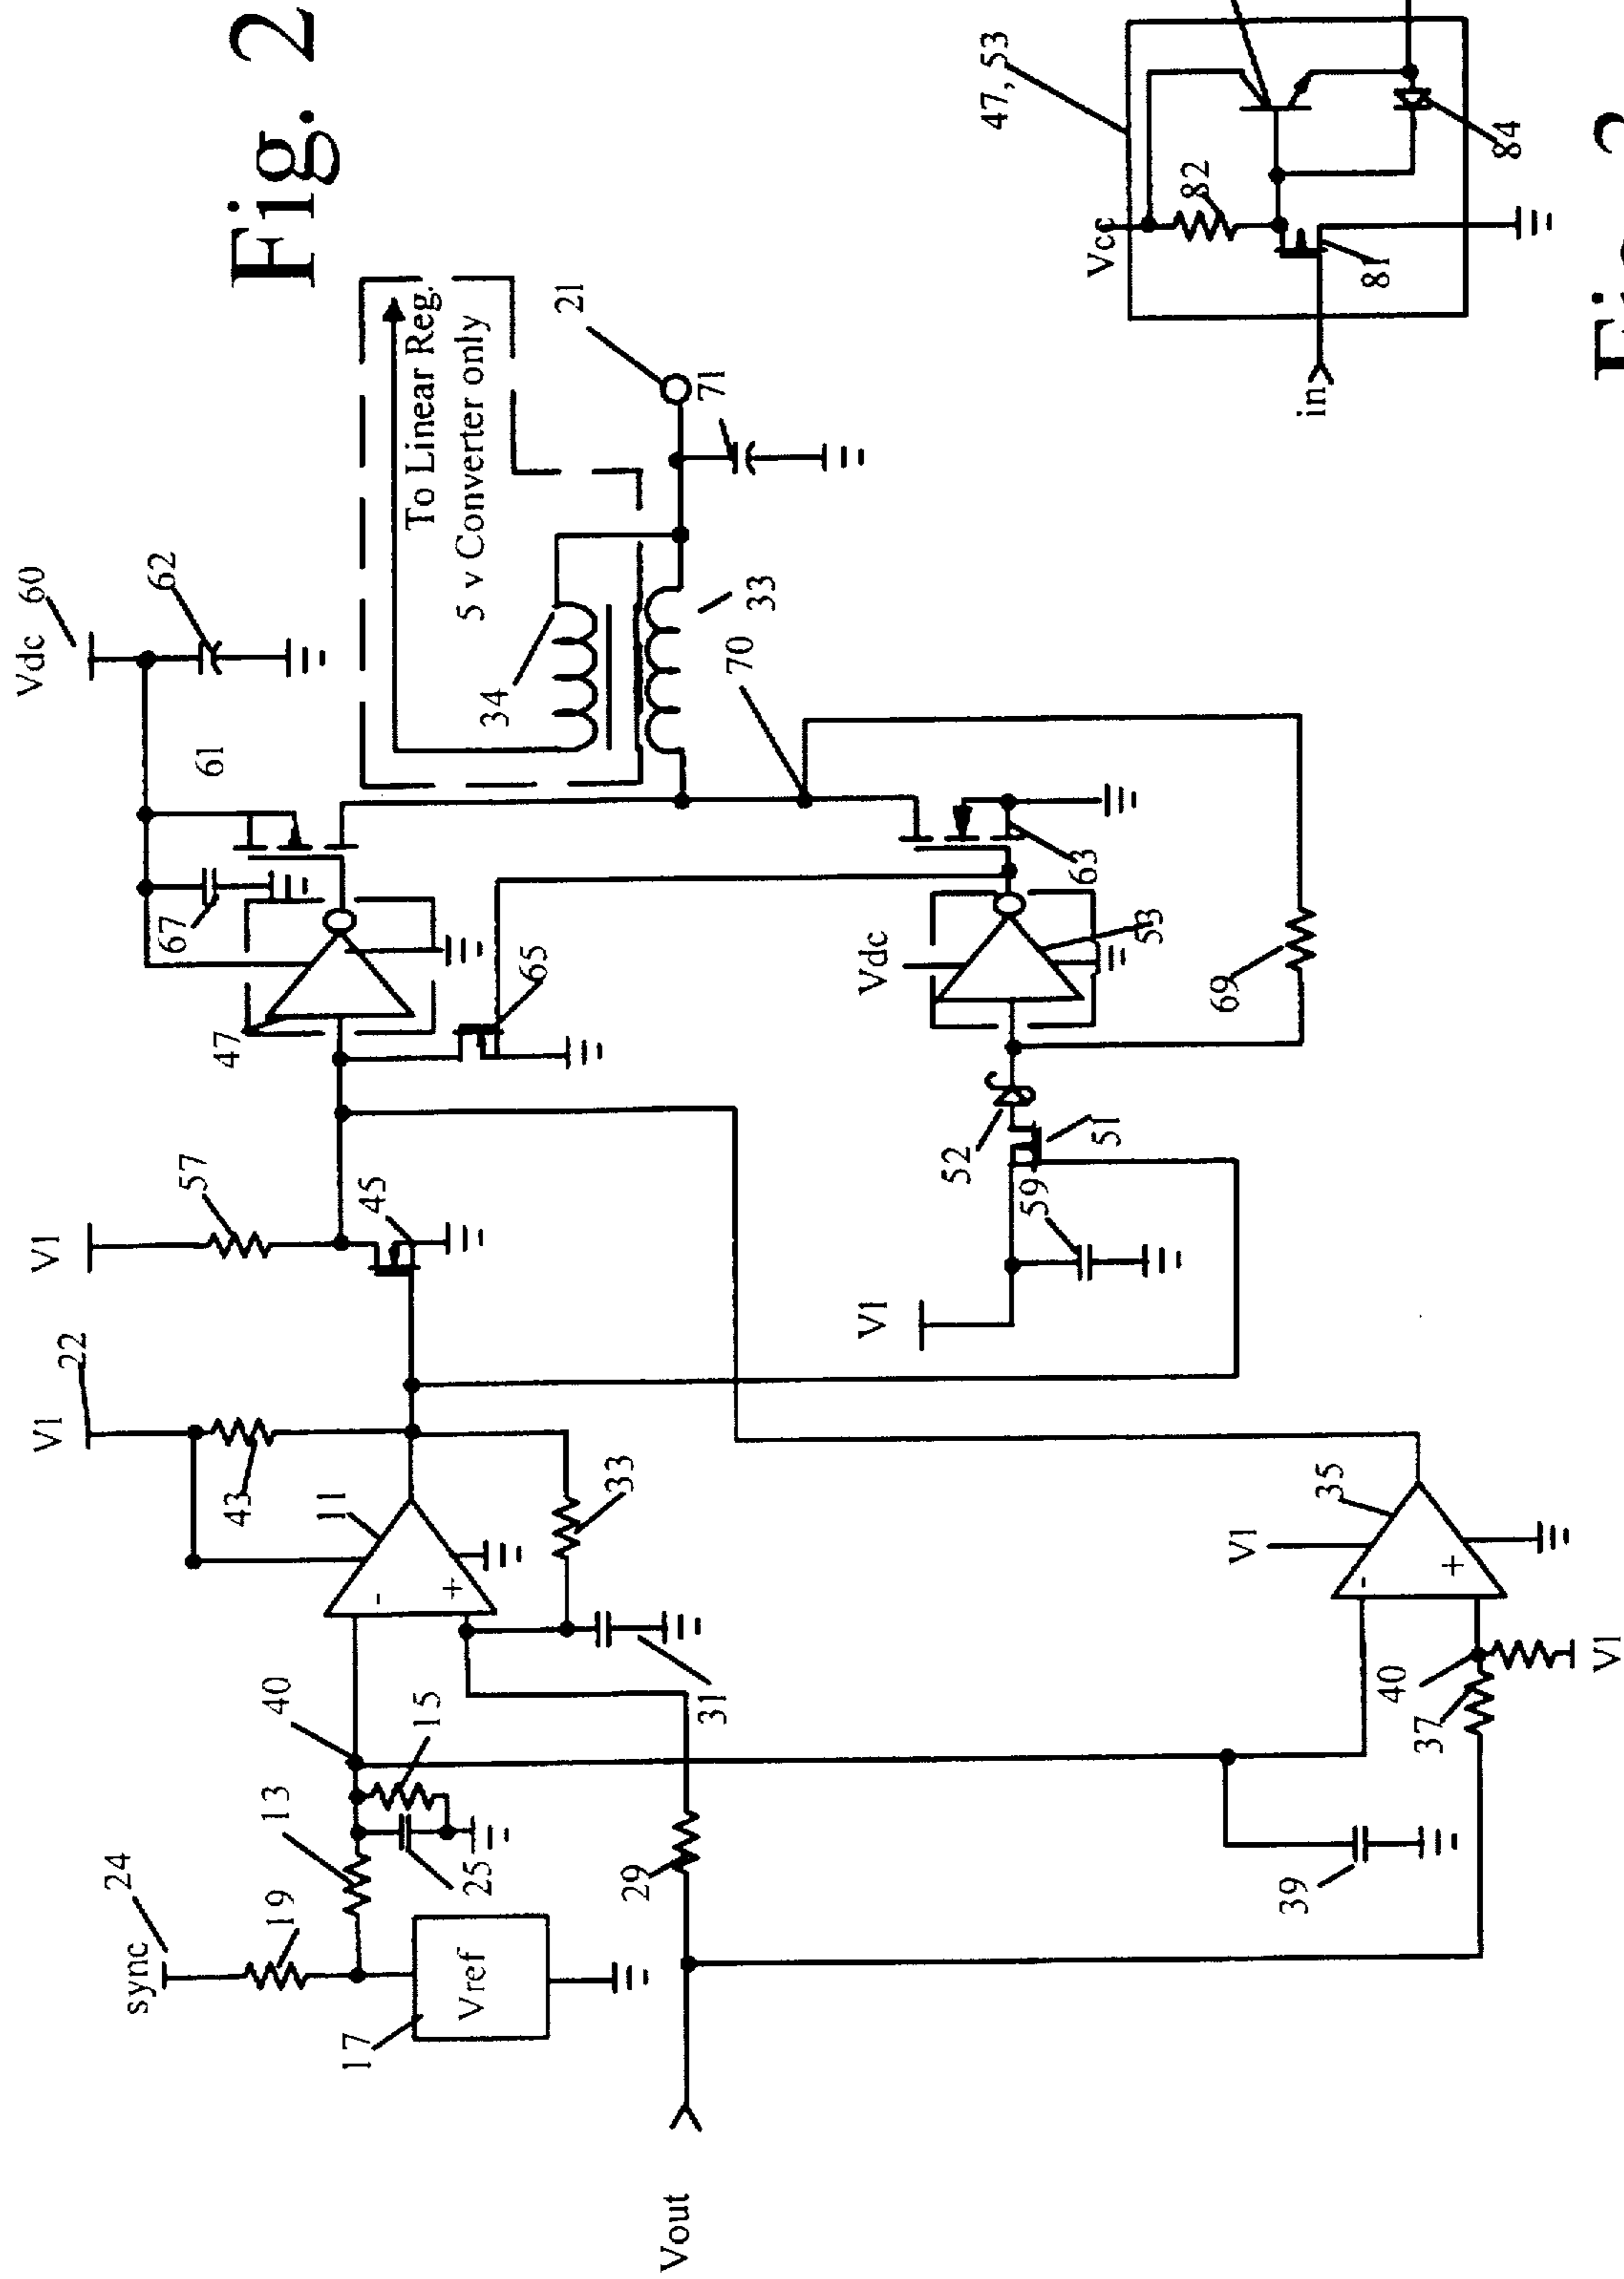 Fig. 2
Vdc 60
62
61
67
47
65
To Linear Reg.
5 v Converter only
21
71
34
33
70
63
Vdc
53
69
52
51
59
V1
V1
57
45
V1
22
43
11
-
+
33
31
40
15
13
25
sync
24
19
17
Vref
29
Vout
39
V1
35
-
+
40
37
V1
47, 53
Vcc
82
81
84
in